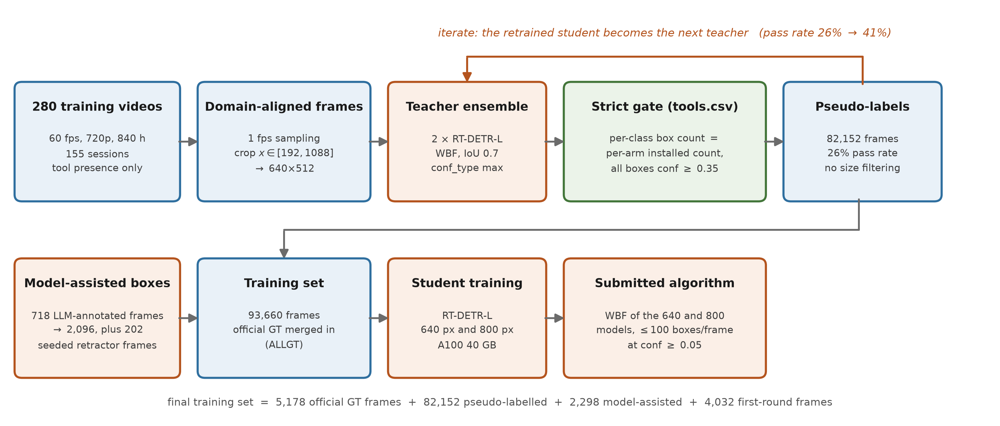 iterate: the retrained student becomes the next teacher (pass rate 26% → 41%)
280 training videos
60 fps, 720p, 840 h
155 sessions
tool presence only
Domain-aligned frames
1 fps sampling
crop x ∈ [192, 1088]
→ 640×512
Teacher ensemble
2 × RT-DETR-L
WBF, IoU 0.7
conf_type max
Strict gate (tools.csv)
per-class box count =
per-arm installed count,
all boxes conf ≥ 0.35
Pseudo-labels
82,152 frames
26% pass rate
no size filtering
Model-assisted boxes
718 LLM-annotated frames
→ 2,096, plus 202
seeded retractor frames
Training set
93,660 frames
official GT merged in
(ALLGT)
Student training
RT-DETR-L
640 px and 800 px
A100 40 GB
Submitted algorithm
WBF of the 640 and 800
models, ≤100 boxes/frame
at conf ≥ 0.05
final training set = 5,178 official GT frames + 82,152 pseudo-labelled + 2,298 model-assisted + 4,032 first-round frames